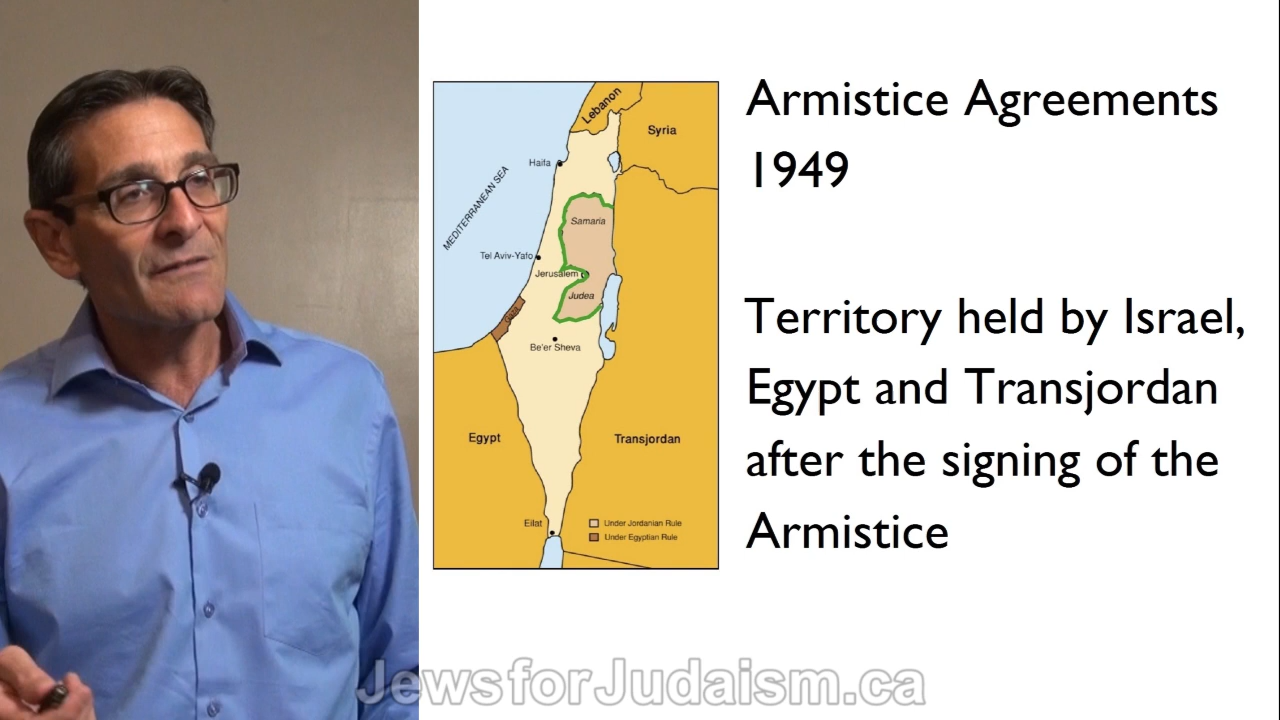 Armistice Agreements
1949
Territory held by Israel,
Egypt and Transjordan
after the signing of the
Armistice
Lebanon
Syria
Haifa
MEDITERRANEAN SEA
Samaria
Tel Aviv-Yafo
Jerusalem
Judea
Be'er Sheva
Egypt
Transjordan
Eilat
Under Jordanian Rule
Under Egyptian Rule
JewsforJudaism.ca